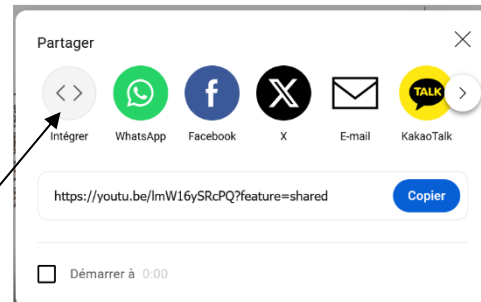 Partager
TALK
Intégrer WhatsApp Facebook X E-mail KakaoTalk
https://youtu.be/lmW16ySRcPQ?feature=shared Copier
Démarrer à 0:00